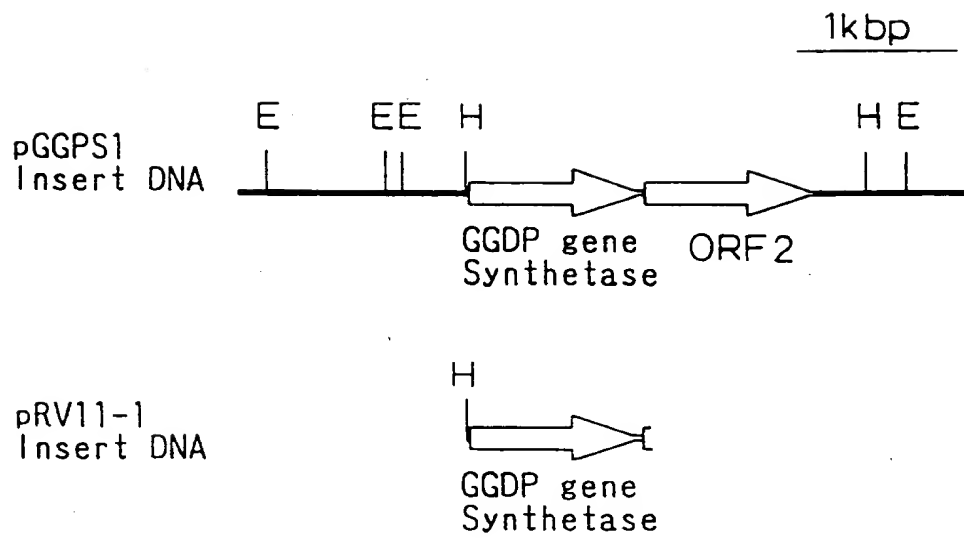 1kbp
E EE H H E
pGGPS1
Insert DNA
GGDP gene
Synthetase
ORF2
H
pRV11-1
Insert DNA
GGDP gene
Synthetase